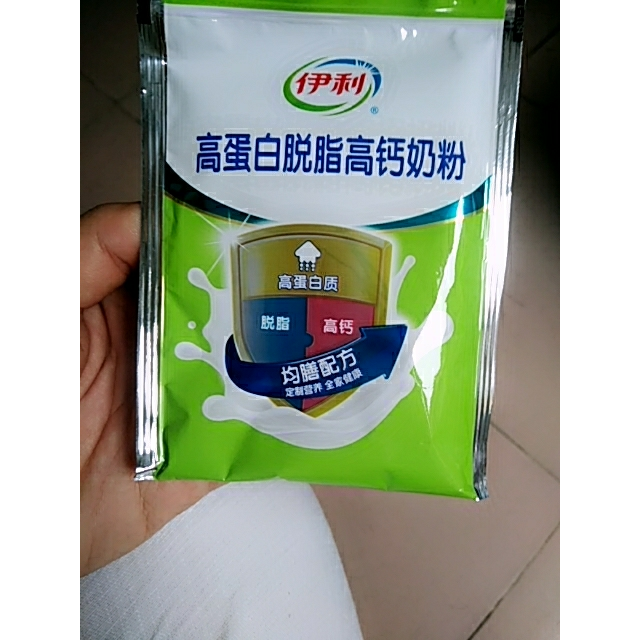 伊利
®
高蛋白脱脂高钙奶粉
高蛋白质
脱脂
高钙
均膳配方
定制营养 全家健康